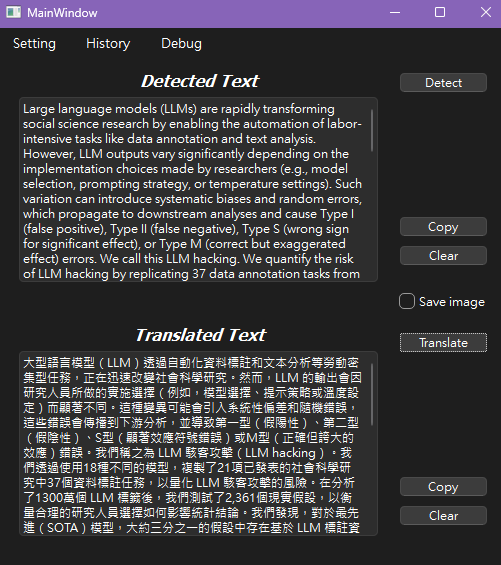 MainWindow
Setting History Debug
Detected Text
Detect
Large language models (LLMs) are rapidly transforming
social science research by enabling the automation of labor-
intensive tasks like data annotation and text analysis.
However, LLM outputs vary significantly depending on the
implementation choices made by researchers (e.g., model
selection, prompting strategy, or temperature settings). Such
variation can introduce systematic biases and random errors,
which propagate to downstream analyses and cause Type I
(false positive), Type II (false negative), Type S (wrong sign
for significant effect), or Type M (correct but exaggerated
effect) errors. We call this LLM hacking. We quantify the risk
of LLM hacking by replicating 37 data annotation tasks from
Copy
Clear
Save image
Translated Text
Translate
大型語言模型（LLM）透過自動化資料標註和文本分析等勞動密
集型任務，正在迅速改變社會科學研究。然而，LLM 的輸出會因
研究人員所做的實施選擇（例如，模型選擇、提示策略或溫度設
定）而顯著不同。這種變異可能會引入系統性偏差和隨機錯誤，
這些錯誤會傳播到下游分析，並導致第一型（假陽性）、第二型
（假陰性）、S型（顯著效應符號錯誤）或M型（正確但誇大的
效應）錯誤。我們稱之為 LLM 駭客攻擊（LLM hacking）。我
們透過使用18種不同的模型，複製了21項已發表的社會科學研
究中37個資料標註任務，以量化 LLM 駭客攻擊的風險。在分析
了1300萬個 LLM 標籤後，我們測試了2,361個現實假設，以衡
量合理的研究人員選擇如何影響統計結論。我們發現，對於最先
進（SOTA）模型，大約三分之一的假設中存在基於 LLM 標註資
Copy
Clear